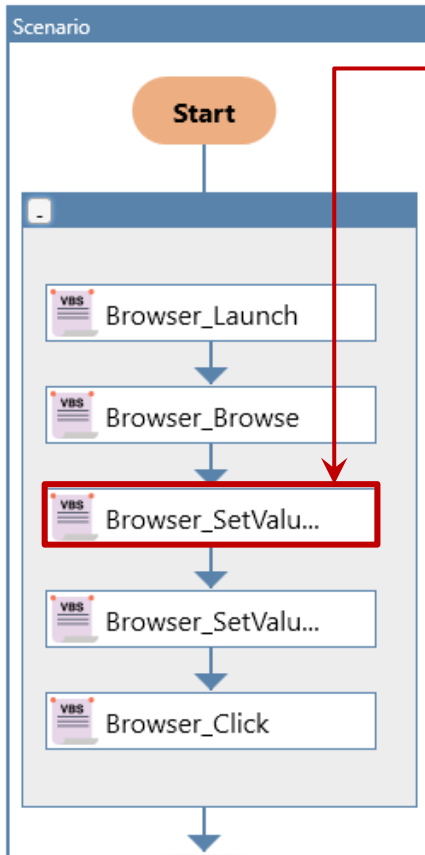 Scenario
Start
-
VBS
Browser_Launch
VBS
Browser_Browse
VBS
Browser_SetValu...
VBS
Browser_SetValu...
VBS
Browser_Click